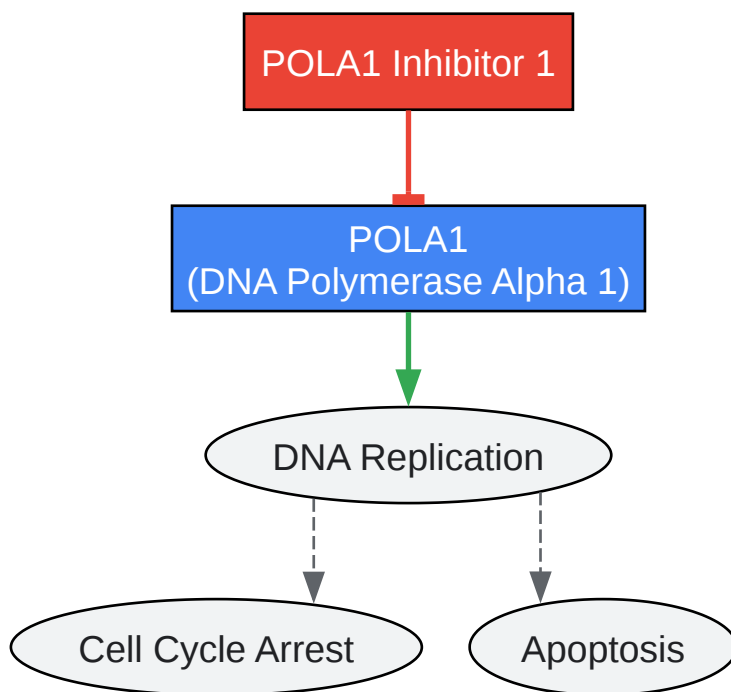 POLA1 Inhibitor 1
POLA1
(DNA Polymerase Alpha 1)
DNA Replication
Cell Cycle Arrest
Apoptosis